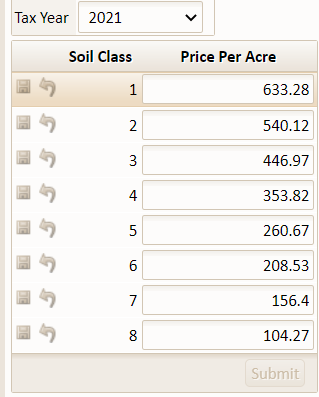 Tax Year 2021
Soil Class Price Per Acre
1 633.28
2 540.12
3 446.97
4 353.82
5 260.67
6 208.53
7 156.4
8 104.27
Submit